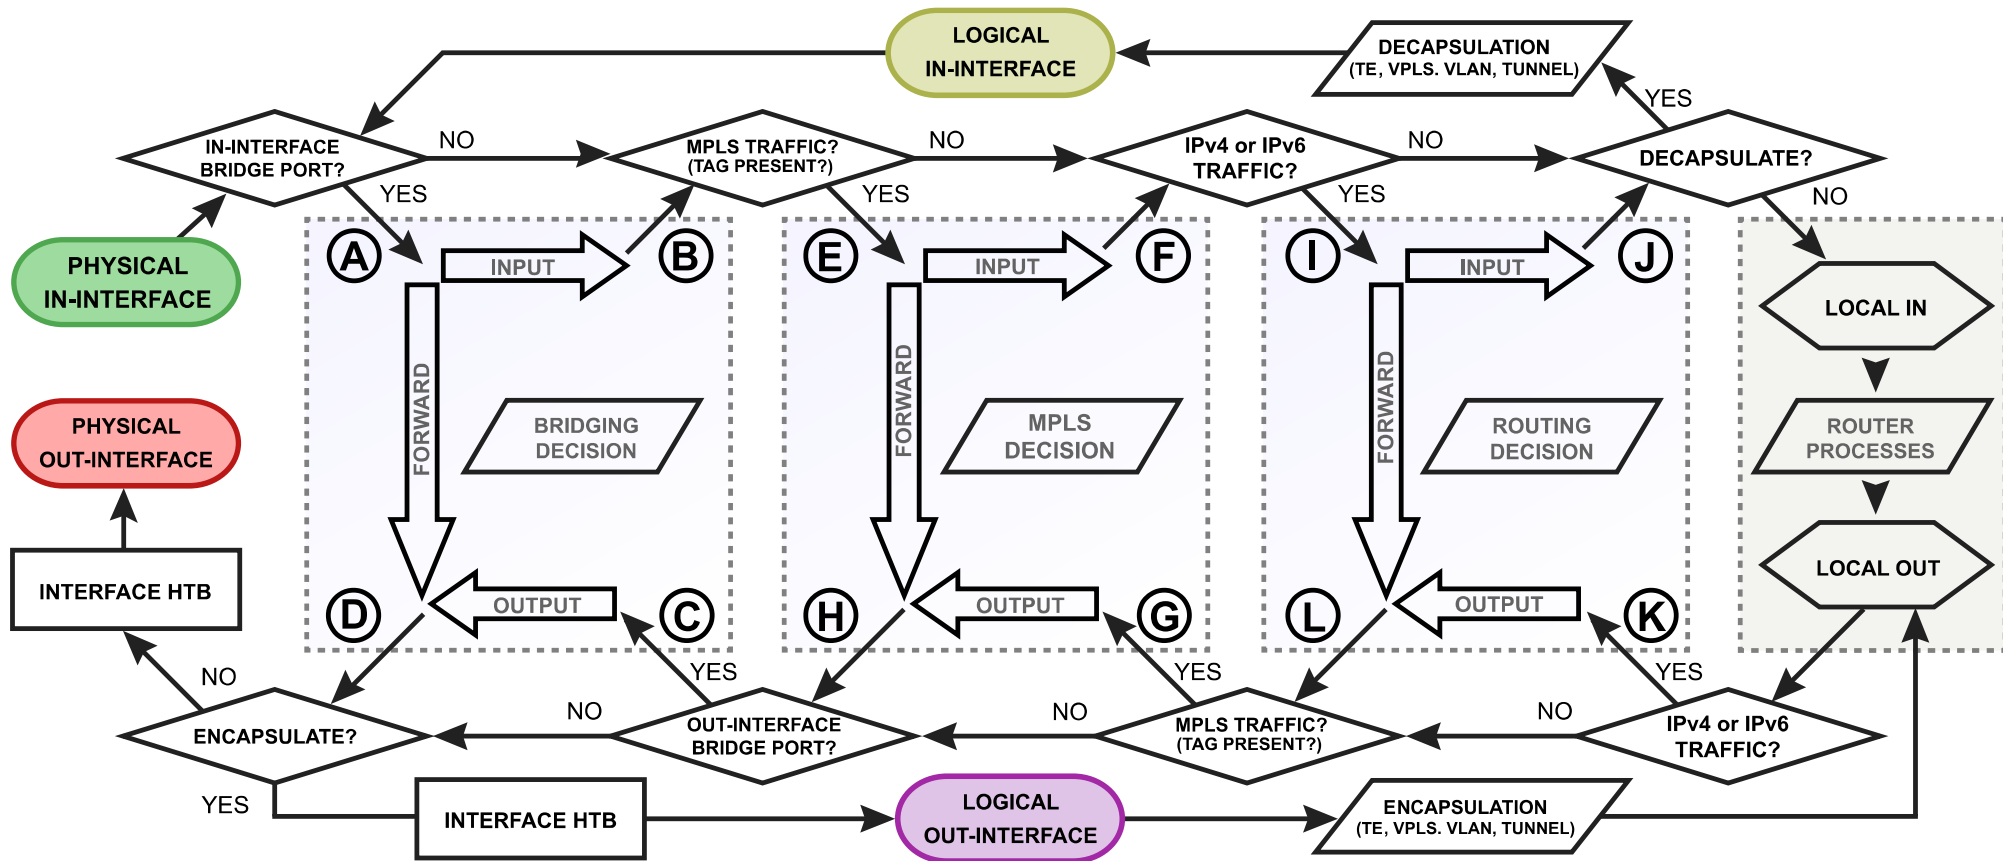 LOGICAL
IN-INTERFACE
DECAPSULATION
(TE, VPLS. VLAN, TUNNEL)
YES
IN-INTERFACE
BRIDGE PORT?
NO
MPLS TRAFFIC?
(TAG PRESENT?)
NO
IPv4 or IPv6
TRAFFIC?
NO
DECAPSULATE?
YES
YES
YES
NO
PHYSICAL
IN-INTERFACE
A
INPUT
B
E
INPUT
F
I
INPUT
J
LOCAL IN
FORWARD
BRIDGING
DECISION
FORWARD
MPLS
DECISION
FORWARD
ROUTING
DECISION
ROUTER
PROCESSES
PHYSICAL
OUT-INTERFACE
INTERFACE HTB
D
OUTPUT
C
H
OUTPUT
G
L
OUTPUT
K
LOCAL OUT
NO
YES
YES
YES
ENCAPSULATE?
NO
OUT-INTERFACE
BRIDGE PORT?
NO
MPLS TRAFFIC?
(TAG PRESENT?)
NO
IPv4 or IPv6
TRAFFIC?
YES
INTERFACE HTB
LOGICAL
OUT-INTERFACE
ENCAPSULATION
(TE, VPLS. VLAN, TUNNEL)